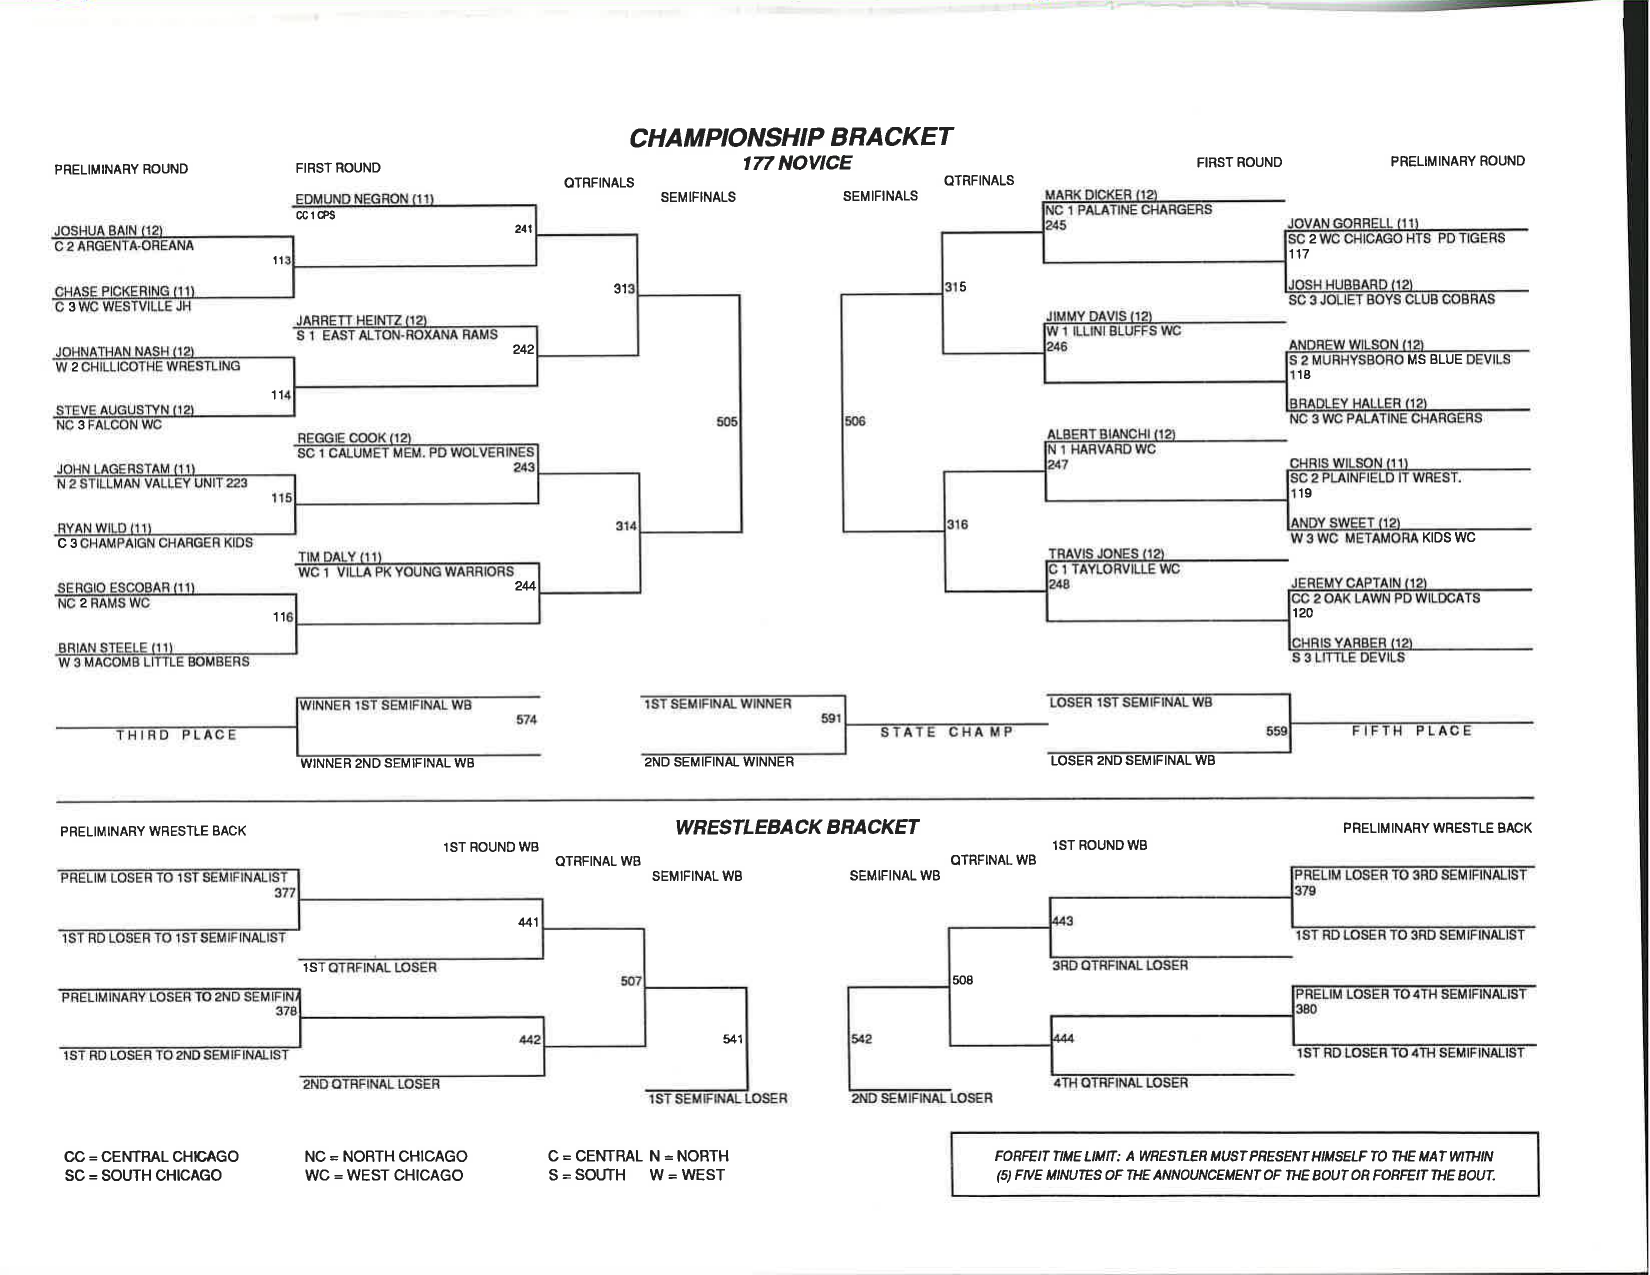 CHAMPIONSHIP BRACKET
177 NOVICE
PRELIMINARY ROUND
FIRST ROUND
QTRFINALS
SEMIFINALS
SEMIFINALS
QTRFINALS
FIRST ROUND
PRELIMINARY ROUND
EDMUND NEGRON (11)
CC 1 CPS
241
JOSHUA BAIN (12)
C 2 ARGENTA-OREANA
113
CHASE PICKERING (11)
C 3 WC WESTVILLE JH
313
JARRETT HEINTZ (12)
S 1 EAST ALTON-ROXANA RAMS
242
JOHNATHAN NASH (12)
W 2 CHILLICOTHE WRESTLING
114
STEVE AUGUSTYN (12)
NC 3 FALCON WC
505
REGGIE COOK (12)
SC 1 CALUMET MEM. PD WOLVERINES
243
JOHN LAGERSTAM (11)
N 2 STILLMAN VALLEY UNIT 223
115
RYAN WILD (11)
C 3 CHAMPAIGN CHARGER KIDS
314
TIM DALY (11)
WC 1 VILLA PK YOUNG WARRIORS
244
SERGIO ESCOBAR (11)
NC 2 RAMS WC
116
BRIAN STEELE (11)
W 3 MACOMB LITTLE BOMBERS
MARK DICKER (12)
NC 1 PALATINE CHARGERS
245
JOVAN GORRELL (11)
SC 2 WC CHICAGO HTS PD TIGERS
117
JOSH HUBBARD (12)
SC 3 JOLIET BOYS CLUB COBRAS
315
JIMMY DAVIS (12)
W 1 ILLINI BLUFFS WC
246
ANDREW WILSON (12)
S 2 MURHYSBORO MS BLUE DEVILS
118
BRADLEY HALLER (12)
NC 3 WC PALATINE CHARGERS
506
ALBERT BIANCHI (12)
N 1 HARVARD WC
247
CHRIS WILSON (11)
SC 2 PLAINFIELD IT WREST.
119
ANDY SWEET (12)
W 3 WC METAMORA KIDS WC
316
TRAVIS JONES (12)
C 1 TAYLORVILLE WC
248
JEREMY CAPTAIN (12)
CC 2 OAK LAWN PD WILDCATS
120
CHRIS YARBER (12)
S 3 LITTLE DEVILS
WINNER 1ST SEMIFINAL WB
574
THIRD PLACE
WINNER 2ND SEMIFINAL WB
1ST SEMIFINAL WINNER
591
STATE CHAMP
2ND SEMIFINAL WINNER
LOSER 1ST SEMIFINAL WB
559
FIFTH PLACE
LOSER 2ND SEMIFINAL WB
WRESTLEBACK BRACKET
PRELIMINARY WRESTLE BACK
1ST ROUND WB
QTRFINAL WB
SEMIFINAL WB
SEMIFINAL WB
QTRFINAL WB
1ST ROUND WB
PRELIMINARY WRESTLE BACK
PRELIM LOSER TO 1ST SEMIFINALIST
377
1ST RD LOSER TO 1ST SEMIFINALIST
441
1ST QTRFINAL LOSER
507
PRELIMINARY LOSER TO 2ND SEMIFINA
378
1ST RD LOSER TO 2ND SEMIFINALIST
442
2ND QTRFINAL LOSER
541
1ST SEMIFINAL LOSER
PRELIM LOSER TO 3RD SEMIFINALIST
379
1ST RD LOSER TO 3RD SEMIFINALIST
443
3RD QTRFINAL LOSER
508
PRELIM LOSER TO 4TH SEMIFINALIST
380
1ST RD LOSER TO 4TH SEMIFINALIST
444
4TH QTRFINAL LOSER
542
2ND SEMIFINAL LOSER
CC = CENTRAL CHICAGO
NC = NORTH CHICAGO
C = CENTRAL N = NORTH
SC = SOUTH CHICAGO
WC = WEST CHICAGO
S = SOUTH W = WEST
FORFEIT TIME LIMIT: A WRESTLER MUST PRESENT HIMSELF TO THE MAT WITHIN
(5) FIVE MINUTES OF THE ANNOUNCEMENT OF THE BOUT OR FORFEIT THE BOUT.